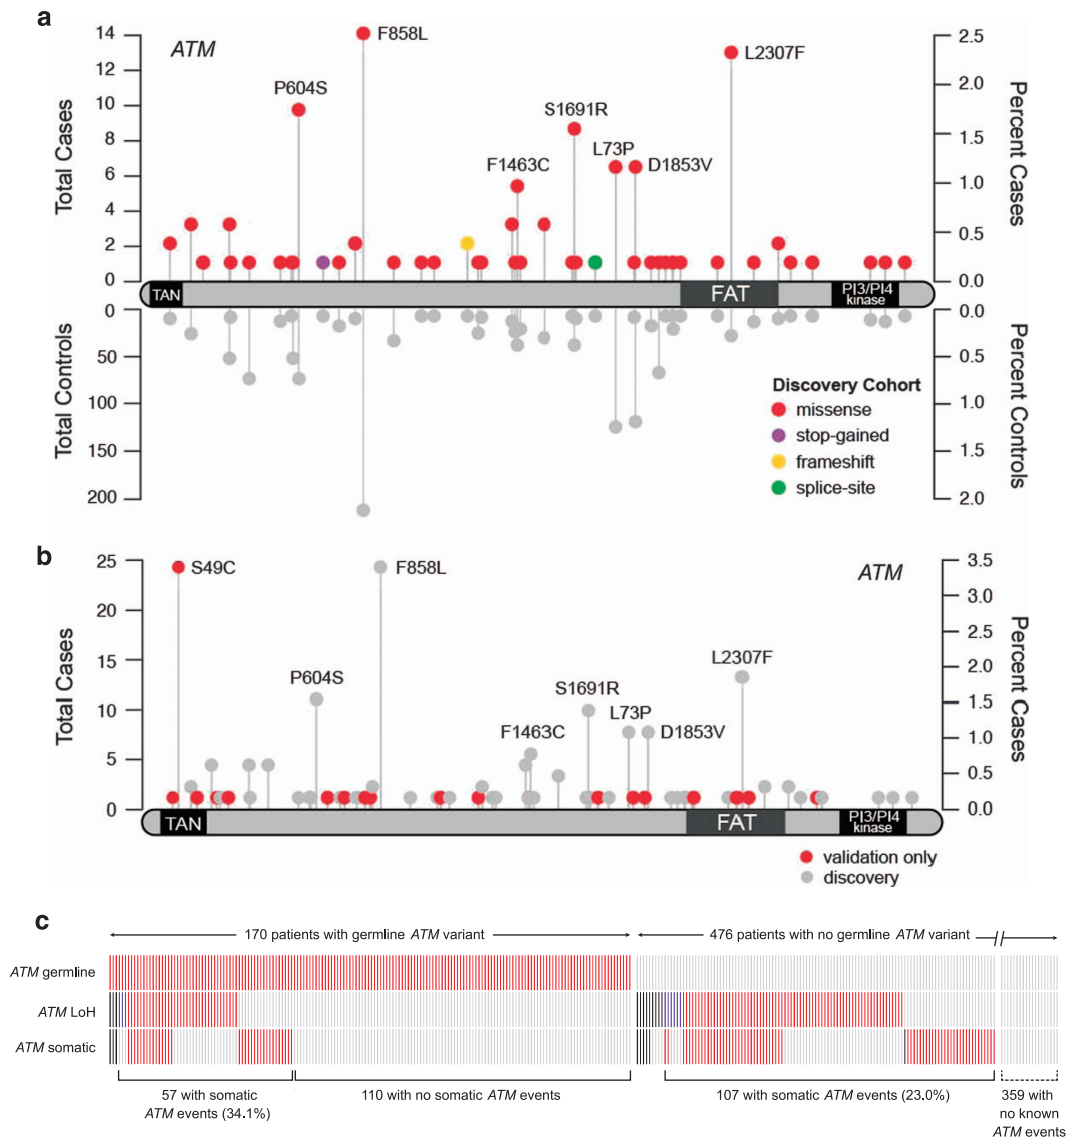 a
ATM
Total Cases
14
12
10
8
6
4
2
0
F858L
P604S
F1463C
S1691R
L73P
D1853V
L2307F
2.5
2.0
1.5
1.0
0.5
0.0
Percent Cases
TAN
FAT
PI3/PI4
kinase
Total Controls
0
50
100
150
200
0.0
0.5
1.0
1.5
2.0
Percent Controls
Discovery Cohort
missense
stop-gained
frameshift
splice-site
b
ATM
Total Cases
25
20
15
10
5
0
S49C
F858L
P604S
F1463C
S1691R
L73P
D1853V
L2307F
3.5
3.0
2.5
2.0
1.5
1.0
0.5
0.0
Percent Cases
TAN
FAT
PI3/PI4
kinase
validation only
discovery
c
170 patients with germline ATM variant
476 patients with no germline ATM variant
ATM germline
ATM LoH
ATM somatic
57 with somatic
ATM events (34.1%)
110 with no somatic ATM events
107 with somatic ATM events (23.0%)
359 with
no known
ATM events